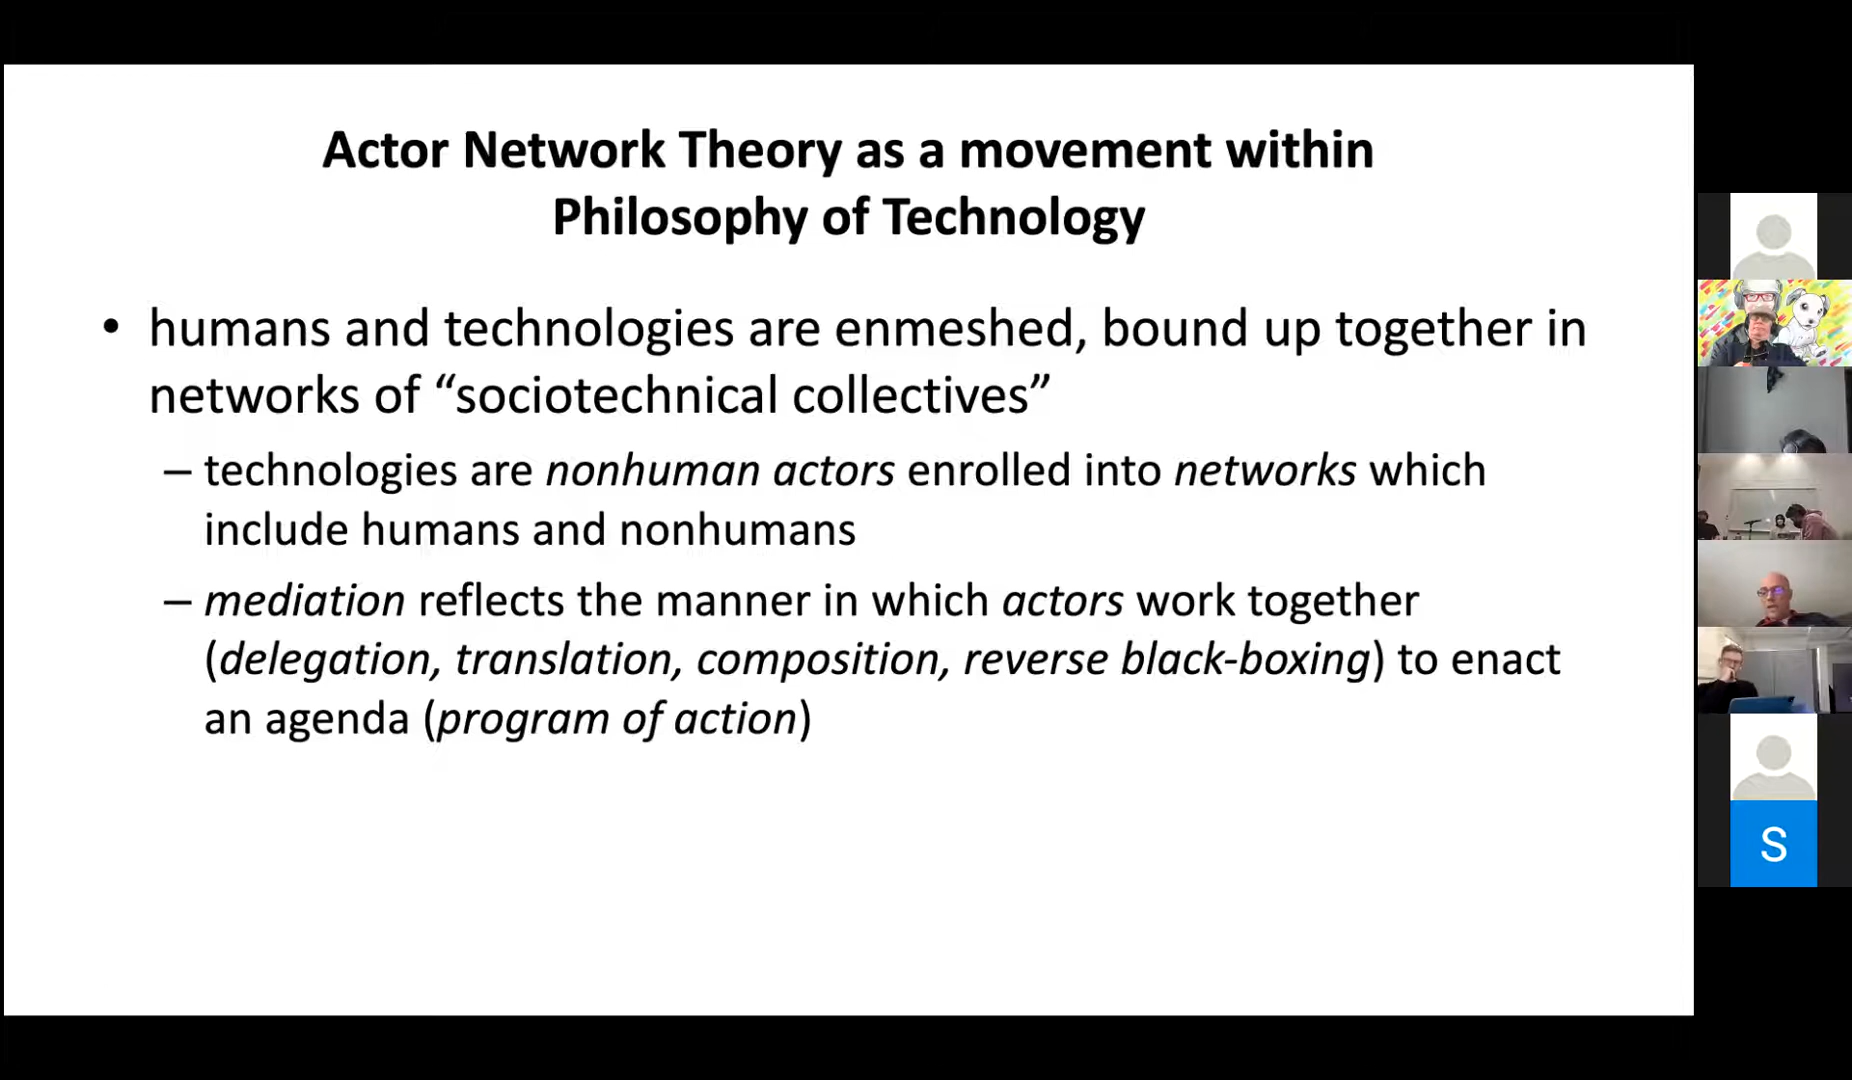 Actor Network Theory as a movement within
Philosophy of Technology
• humans and technologies are enmeshed, bound up together in
networks of “sociotechnical collectives”
– technologies are nonhuman actors enrolled into networks which
include humans and nonhumans
– mediation reflects the manner in which actors work together
(delegation, translation, composition, reverse black-boxing) to enact
an agenda (program of action)
S